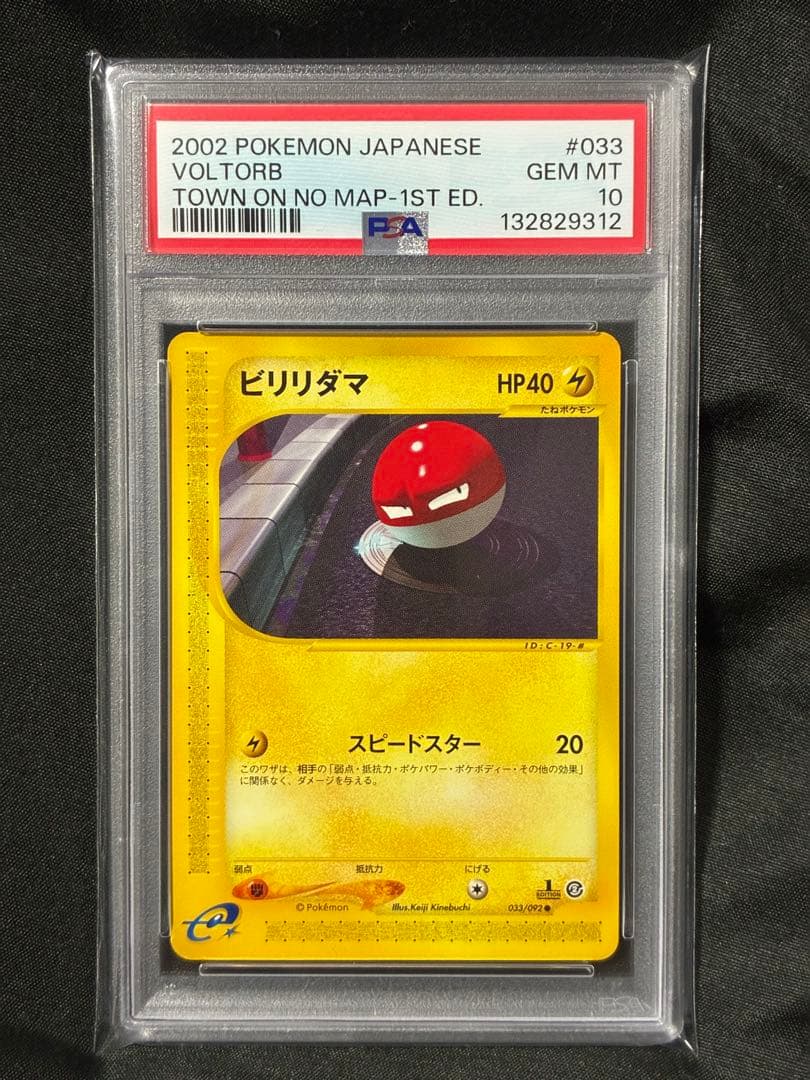 2002 POKEMON JAPANESE #033
VOLTORB GEM MT
TOWN ON NO MAP-1ST ED. 10
PSA 132829312
ビリリダマ HP40
たねポケモン
ID:C-19-#
スピードスター 20
このワザは、相手の「弱点・抵抗力・ポケパワー・ポケボディー・その他の効果」
に関係なく、ダメージを与える。
弱点 抵抗力 にげる
1 EDITION
© Pokémon Illus.Keiji Kinebuchi 033/092●
e
PSA